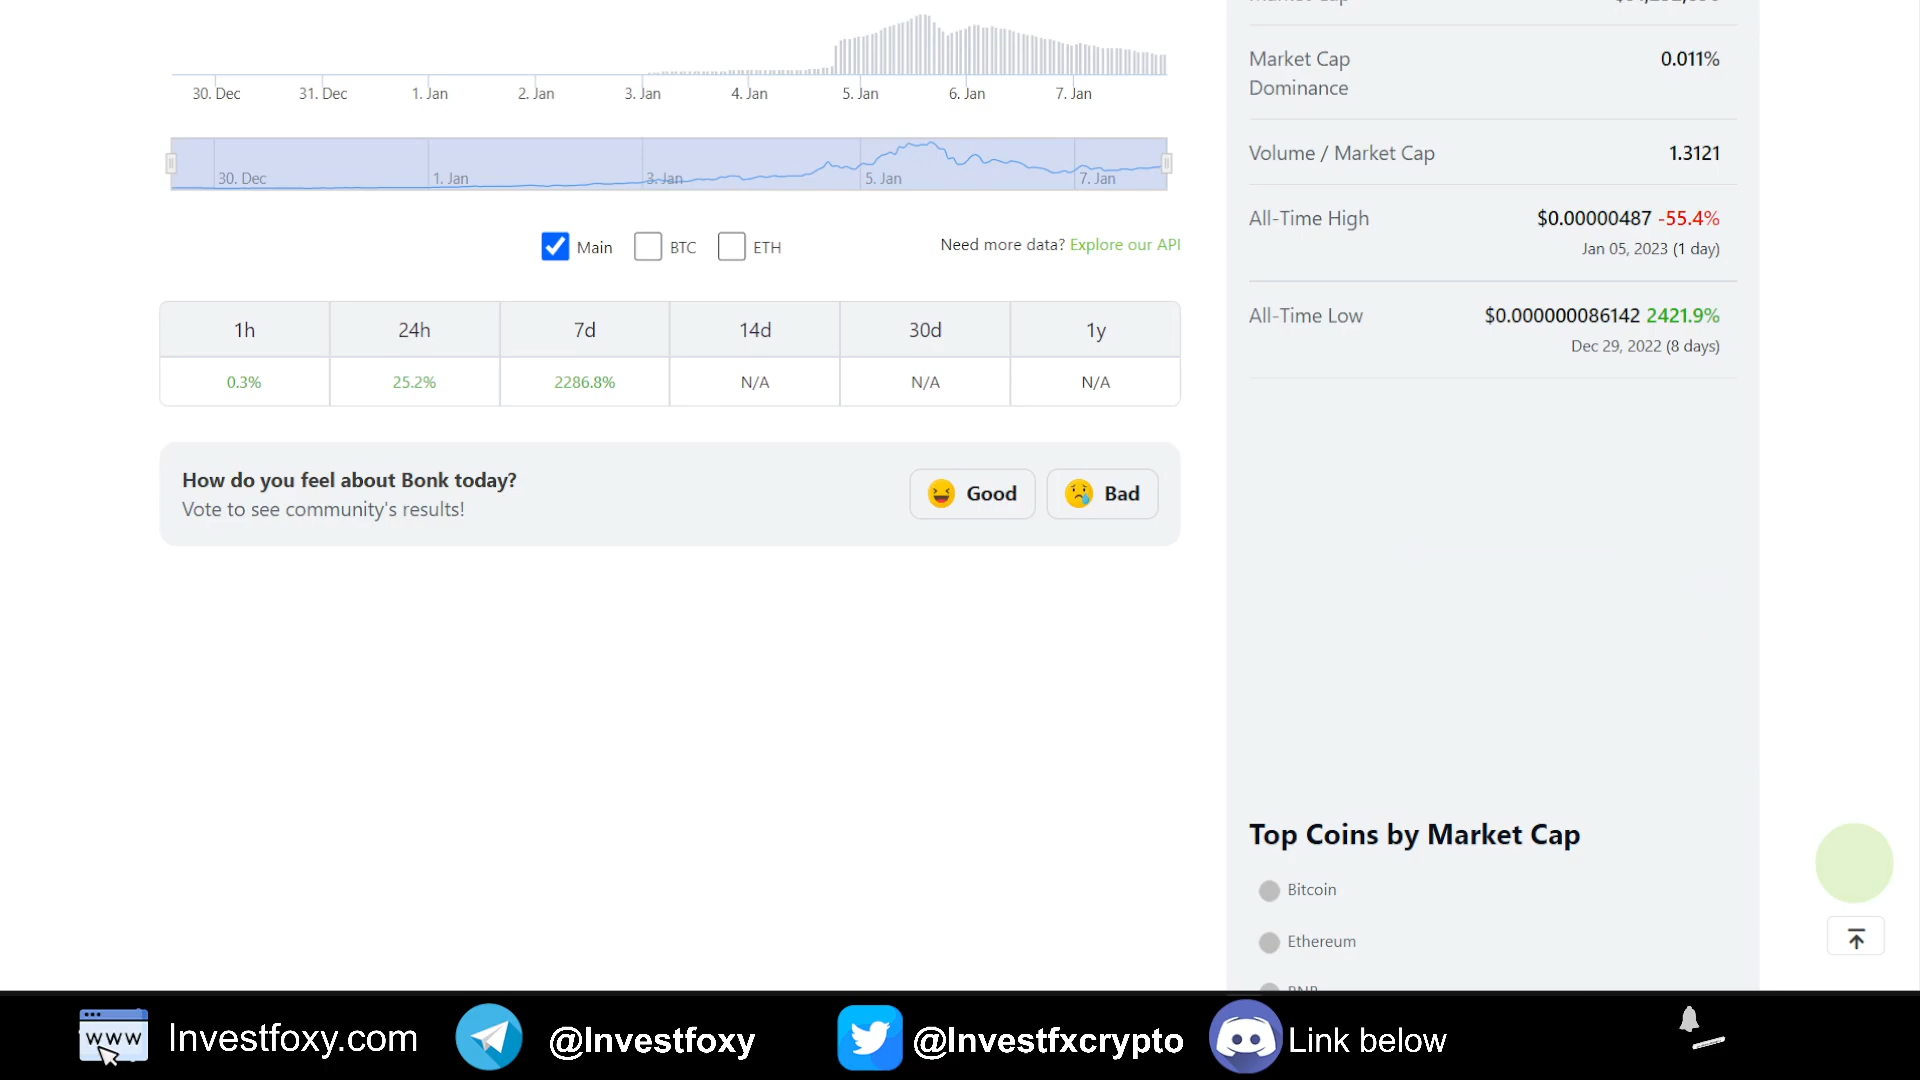 30. Dec 31. Dec 1. Jan 2. Jan 3. Jan 4. Jan 5. Jan 6. Jan 7. Jan
30. Dec 1. Jan 3. Jan 5. Jan 7. Jan
Main BTC ETH
Need more data? Explore our API
1h 24h 7d 14d 30d 1y
0.3% 25.2% 2286.8% N/A N/A N/A
How do you feel about Bonk today?
Vote to see community's results!
Good Bad
Market Cap
Dominance
0.011%
Volume / Market Cap 1.3121
All-Time High $0.00000487 -55.4%
Jan 05, 2023 (1 day)
All-Time Low $0.000000086142 2421.9%
Dec 29, 2022 (8 days)
Top Coins by Market Cap
Bitcoin
Ethereum
www Investfoxy.com @Investfoxy @Investfxcrypto Link below